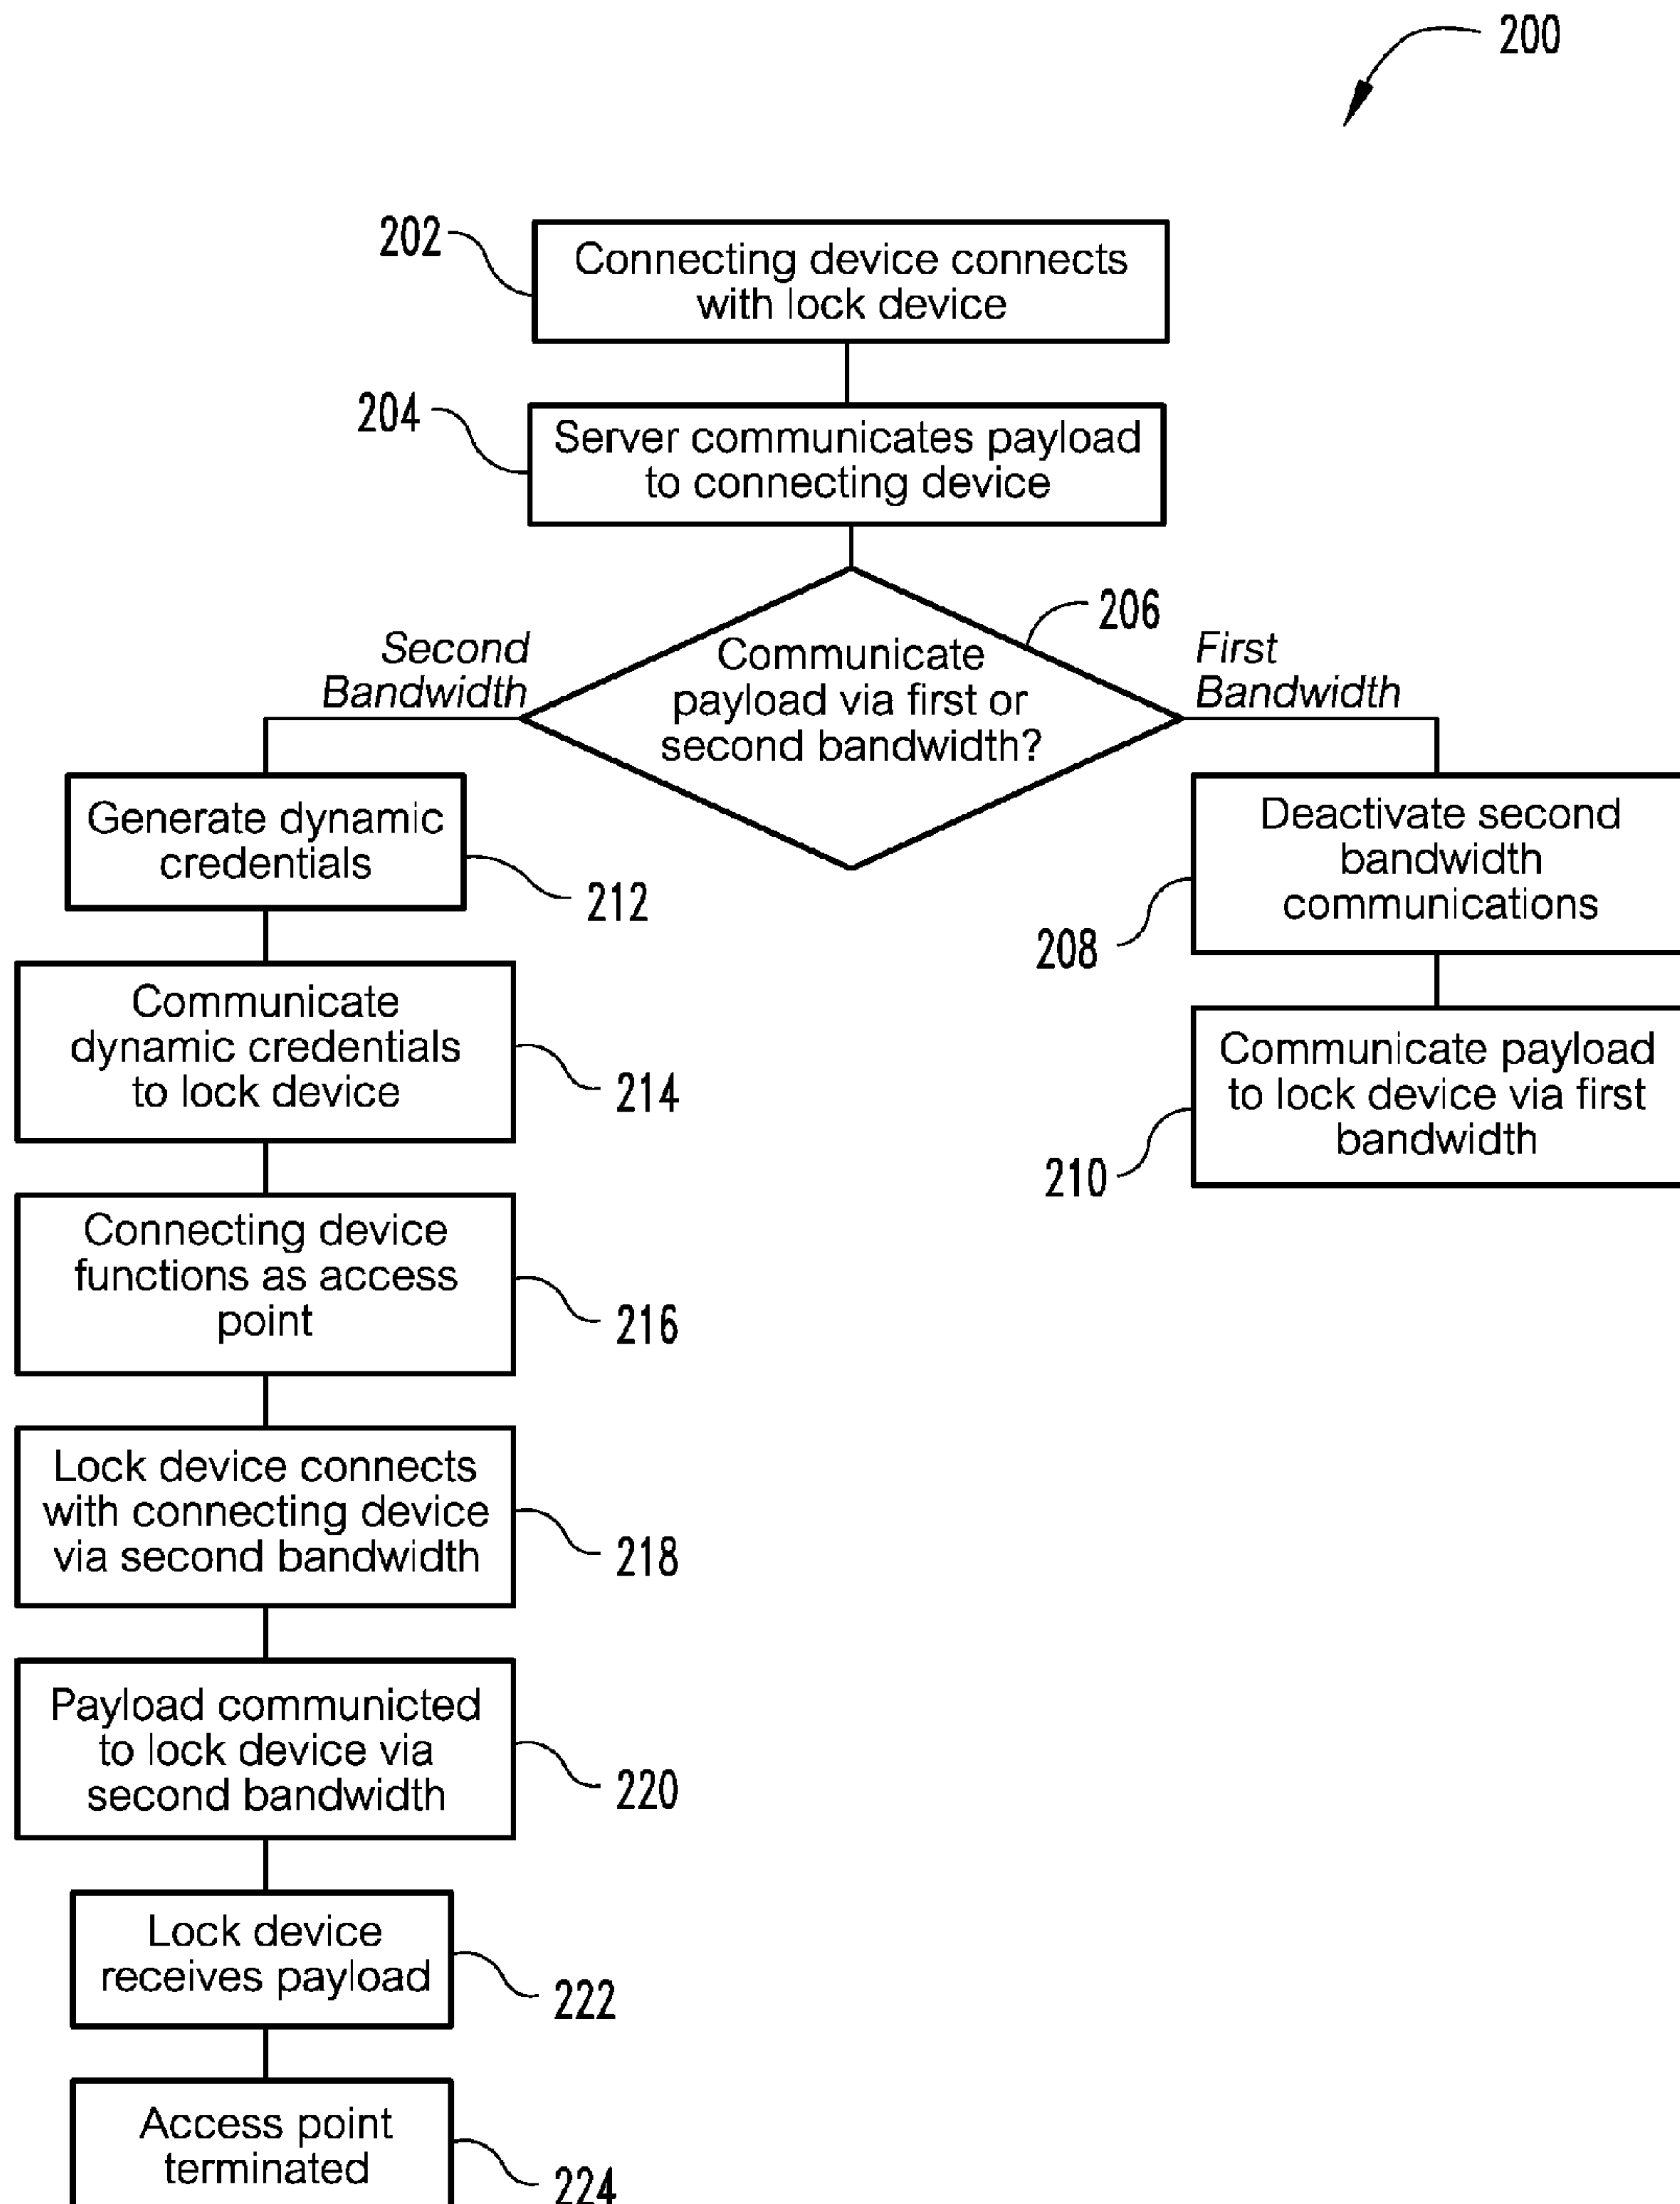 200
202
Connecting device connects
with lock device
204
Server communicates payload
to connecting device
206
Communicate
payload via first or
second bandwidth?
Second
Bandwidth
First
Bandwidth
Generate dynamic
credentials
212
Deactivate second
bandwidth
communications
208
Communicate
dynamic credentials
to lock device
214
Communicate payload
to lock device via first
bandwidth
210
Connecting device
functions as access
point
216
Lock device connects
with connecting device
via second bandwidth
218
Payload communicted
to lock device via
second bandwidth
220
Lock device
receives payload
222
Access point
terminated
224